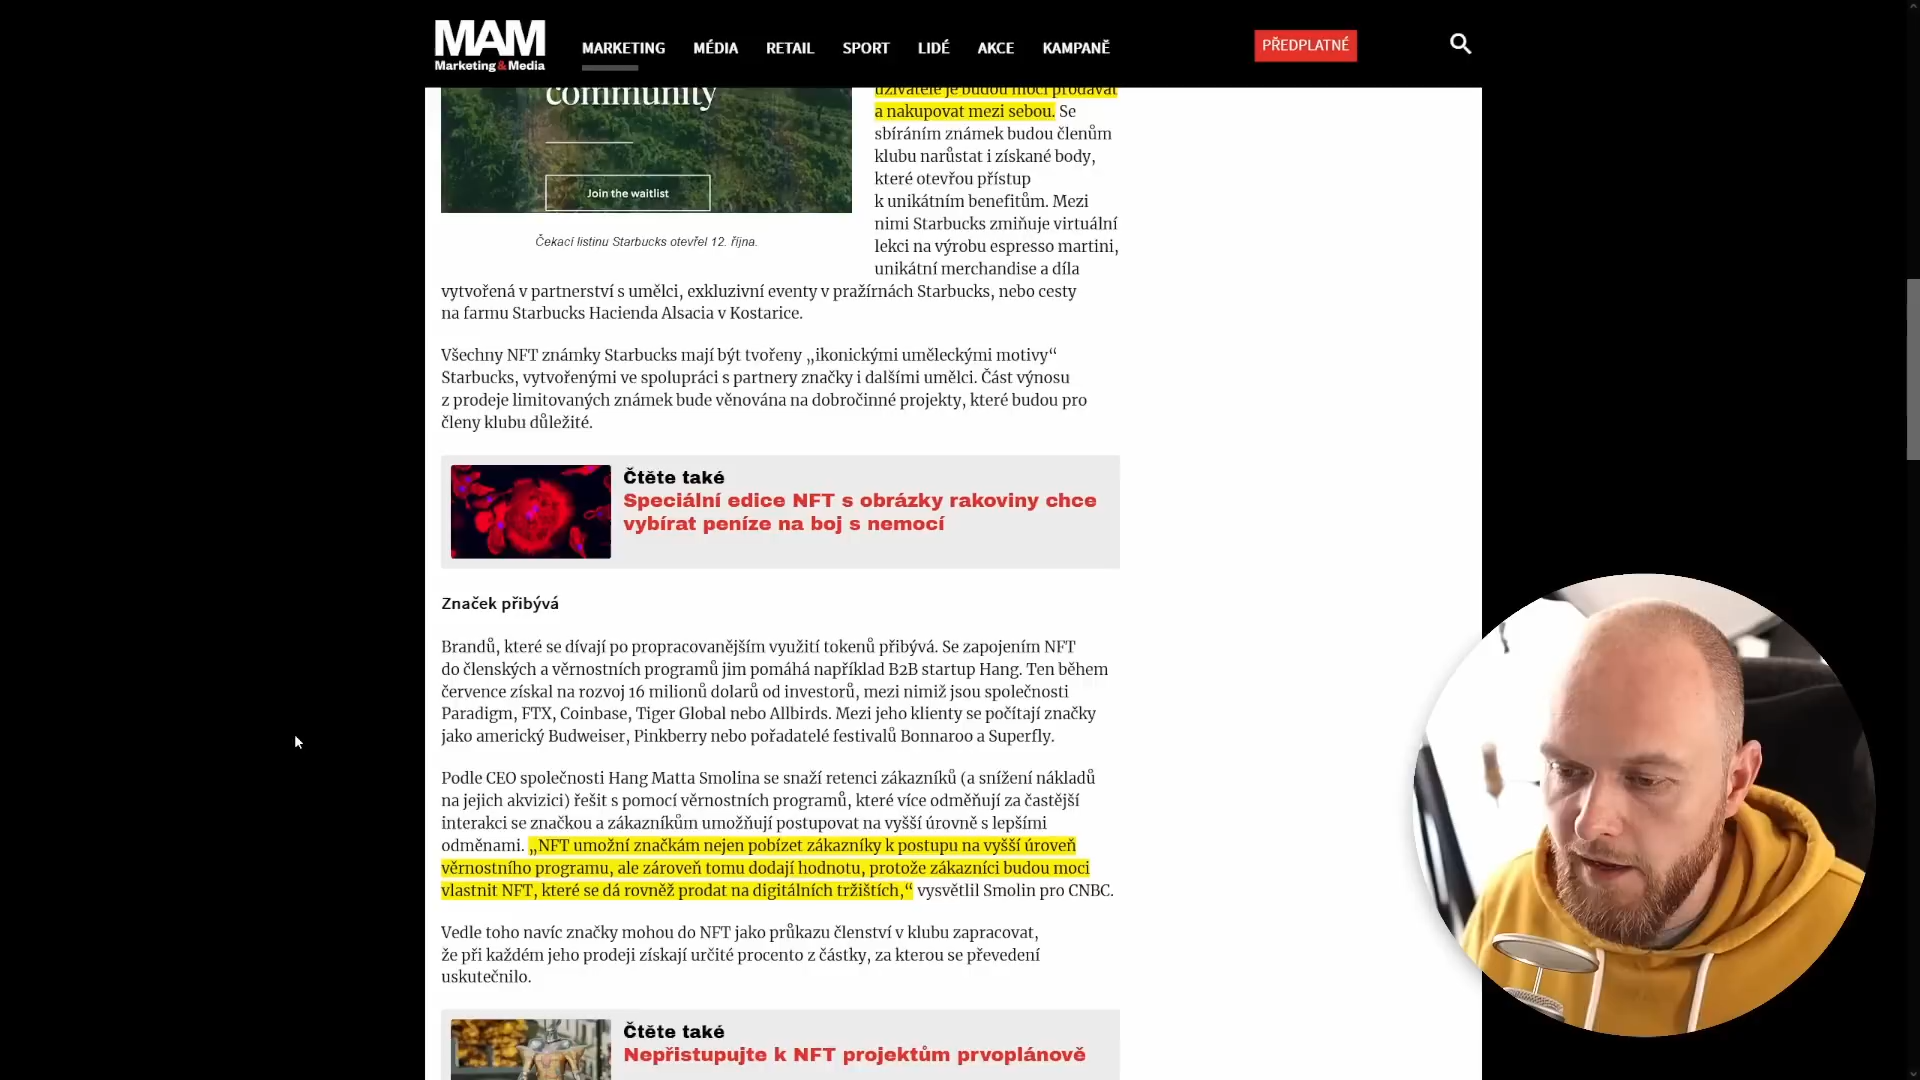 MAM
Marketing&Media
MARKETING
MÉDIA
RETAIL
SPORT
LIDÉ
AKCE
KAMPANĚ
PŘEDPLATNÉ
community
Join the waitlist
Čekací listinu Starbucks otevřel 12. října.
uživatelé je budou moci prodávat
a nakupovat mezi sebou. Se
sbíráním známek budou členům
klubu narůstat i získané body,
které otevřou přístup
k unikátním benefitům. Mezi
nimi Starbucks zmiňuje virtuální
lekci na výrobu espresso martini,
unikátní merchandise a díla
vytvořená v partnerství s umělci, exkluzivní eventy v pražírnách Starbucks, nebo cesty
na farmu Starbucks Hacienda Alsacia v Kostarice.
Všechny NFT známky Starbucks mají být tvořeny „ikonickými uměleckými motivy“
Starbucks, vytvořenými ve spolupráci s partnery značky i dalšími umělci. Část výnosu
z prodeje limitovaných známek bude věnována na dobročinné projekty, které budou pro
členy klubu důležité.
Čtěte také
Speciální edice NFT s obrázky rakoviny chce
vybírat peníze na boj s nemocí
Značek přibývá
Brandů, které se dívají po propracovanějším využití tokenů přibývá. Se zapojením NFT
do členských a věrnostních programů jim pomáhá například B2B startup Hang. Ten během
července získal na rozvoj 16 milionů dolarů od investorů, mezi nimiž jsou společnosti
Paradigm, FTX, Coinbase, Tiger Global nebo Allbirds. Mezi jeho klienty se počítají značky
jako americký Budweiser, Pinkberry nebo pořadatelé festivalů Bonnaroo a Superfly.
Podle CEO společnosti Hang Matta Smolina se snaží retenci zákazníků (a snížení nákladů
na jejich akvizici) řešit s pomocí věrnostních programů, které více odměňují za častější
interakci se značkou a zákazníkům umožňují postupovat na vyšší úrovně s lepšími
odměnami. „NFT umožní značkám nejen pobízet zákazníky k postupu na vyšší úroveň
věrnostního programu, ale zároveň tomu dodají hodnotu, protože zákazníci budou moci
vlastnit NFT, které se dá rovněž prodat na digitálních tržištích,“ vysvětlil Smolin pro CNBC.
Vedle toho navíc značky mohou do NFT jako průkazu členství v klubu zapracovat,
že při každém jeho prodeji získají určité procento z částky, za kterou se převedení
uskutečnilo.
Čtěte také
Nepřistupujte k NFT projektům prvoplánově